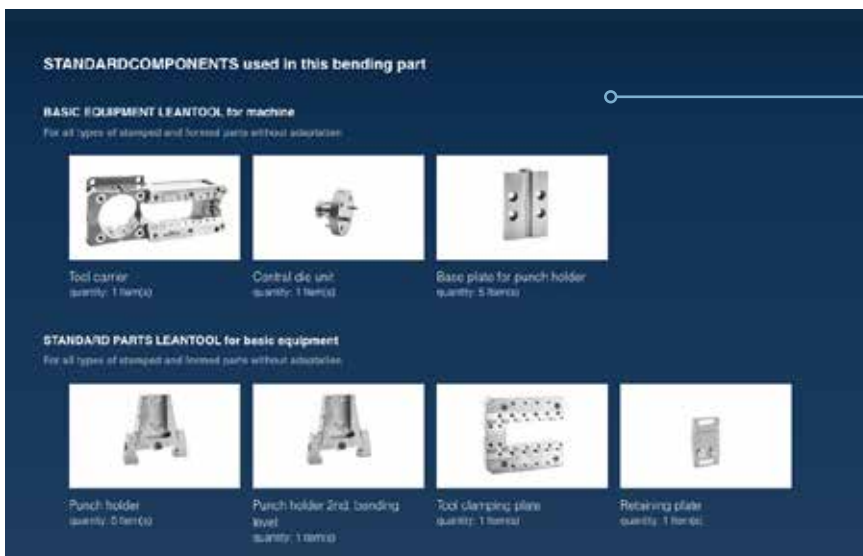 STANDARDCOMPONENTS used in this bending part
BASIC EQUIPMENT LEANTOOL for machine
For all types of stamped and formed parts without adaptation
Tool carrier
quantity: 1 item(s)
Central die unit
quantity: 1 item(s)
Base plate for punch holder
quantity: 5 item(s)
STANDARD PARTS LEANTOOL for basic equipment
For all types of stamped and formed parts without adaptation
Punch holder
quantity: item(s)
Punch holder 2nd. bending
level
quantity: 1 item(s)
Tool clamping plate
quantity: 1 item(s)
Retaining plate
quantity: 1 item(s)